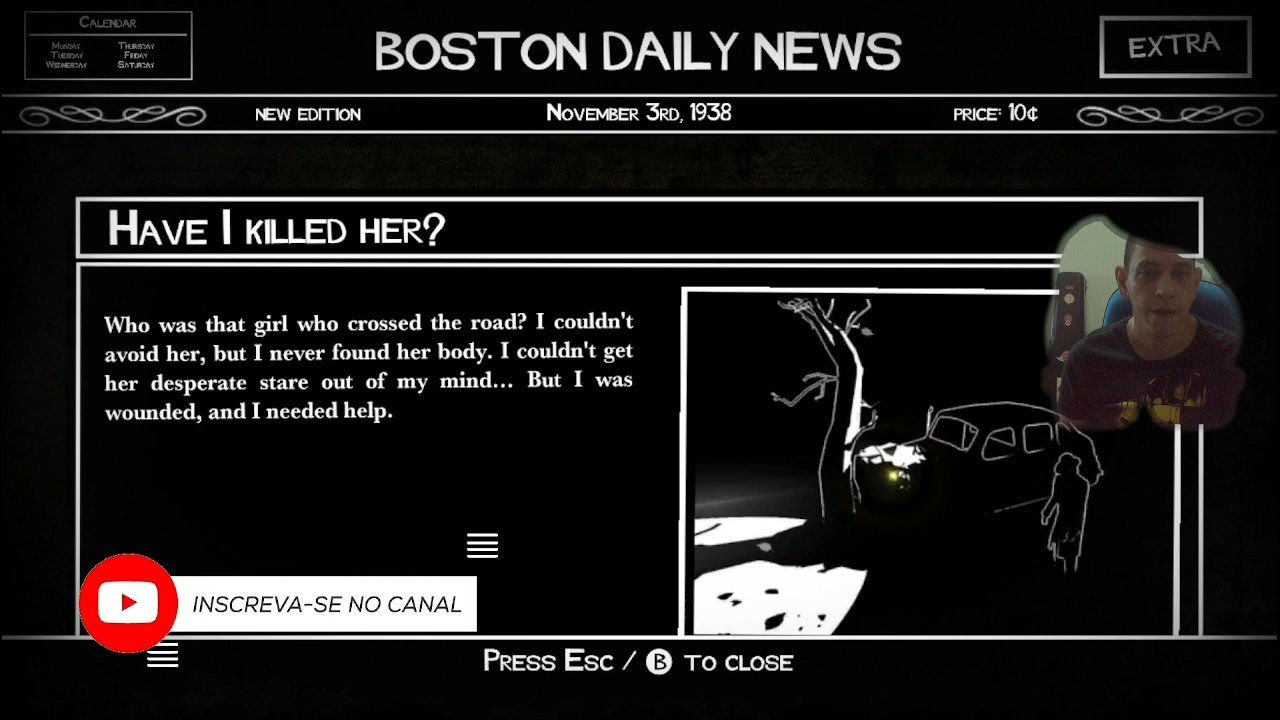 Calendar
Monday Thursday
Tuesday Friday
Wednesday Saturday
BOSTON DAILY NEWS
EXTRA
NEW EDITION
November 3rd, 1938
PRICE: 10¢
Have I killed her?
Who was that girl who crossed the road? I couldn't
avoid her, but I never found her body. I couldn't get
her desperate stare out of my mind... But I was
wounded, and I needed help.
INSCREVA-SE NO CANAL
Press Esc / B to close